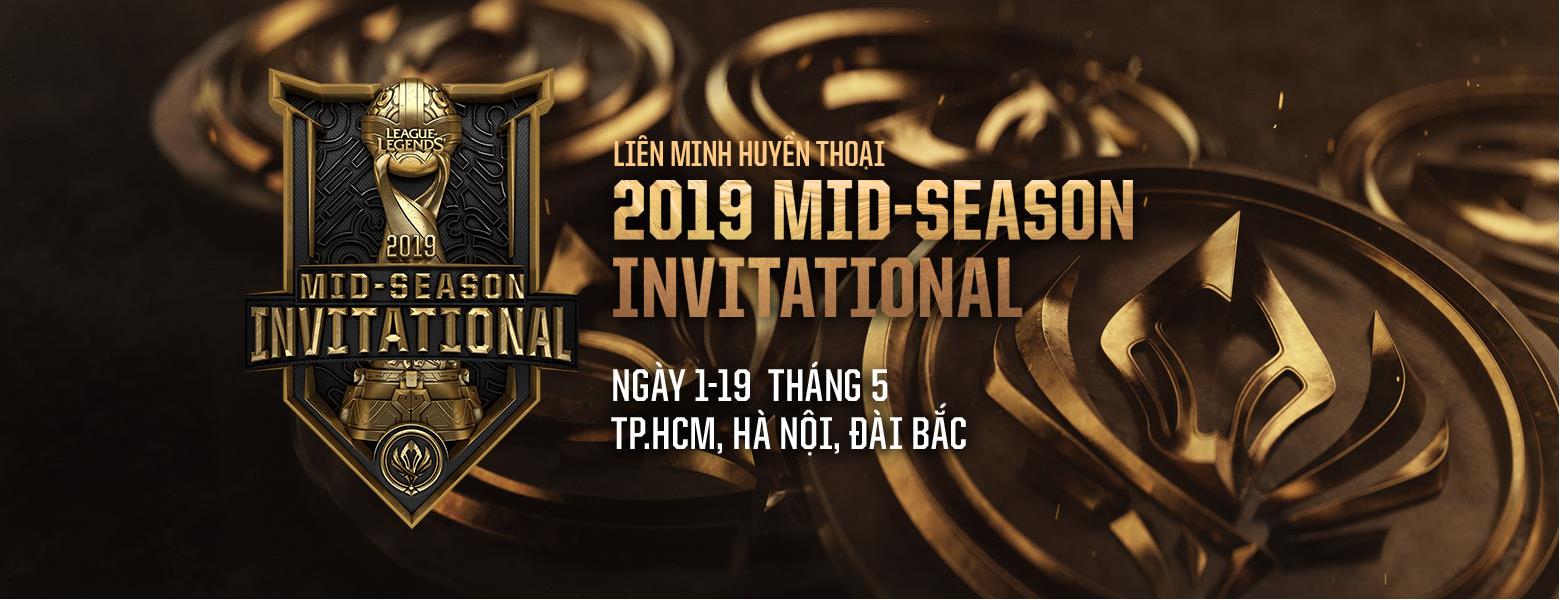 LEAGUE OF
LEGENDS
2019
MID-SEASON
INVITATIONAL
LIÊN MINH HUYỀN THOẠI
2019 MID-SEASON
INVITATIONAL
NGÀY 1-19 THÁNG 5
TP.HCM, HÀ NỘI, ĐÀI BẮC